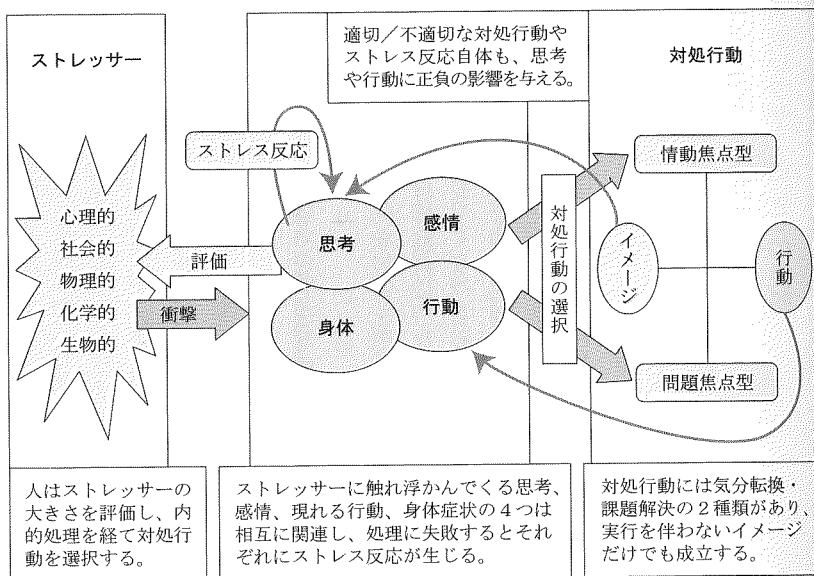 ストレッサー
心理的
社会的
物理的
化学的
生物的
評価
衝撃
人はストレッサーの
大きさを評価し、内
的処理を経て対処行
動を選択する。
適切／不適切な対処行動や
ストレス反応自体も、思考
や行動に正負の影響を与える。
ストレス反応
思考
感情
身体
行動
対処行動の選択
ストレッサーに触れ浮かんでくる思考、
感情、現れる行動、身体症状の４つは
相互に関連し、処理に失敗するとそれ
ぞれにストレス反応が生じる。
対処行動
情動焦点型
イメージ
行動
問題焦点型
対処行動には気分転換・
課題解決の２種類があり、
実行を伴わないイメージ
だけでも成立する。